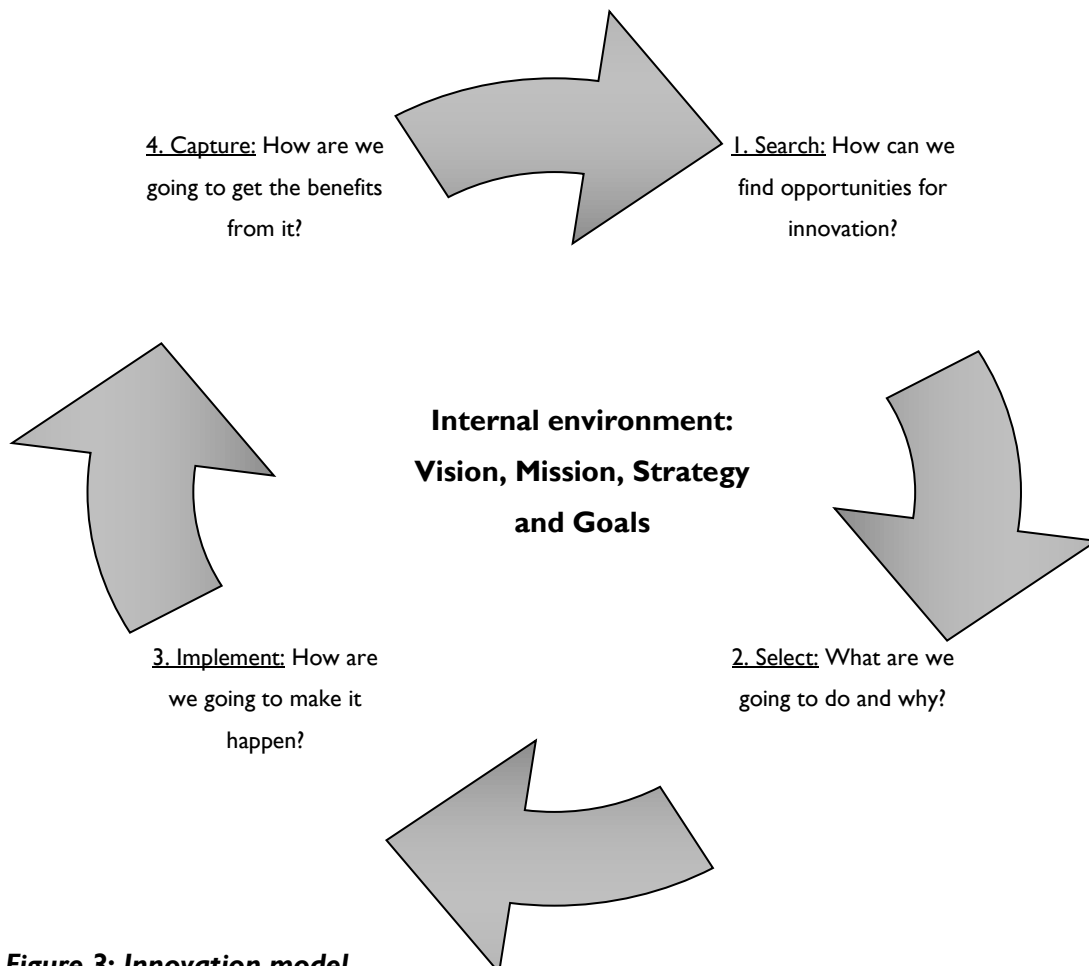 4. Capture: How are we
going to get the benefits
from it?
1. Search: How can we
find opportunities for
innovation?
Internal environment:
Vision, Mission, Strategy
and Goals
3. Implement: How are
we going to make it
happen?
2. Select: What are we
going to do and why?
Figure 3: Innovation model